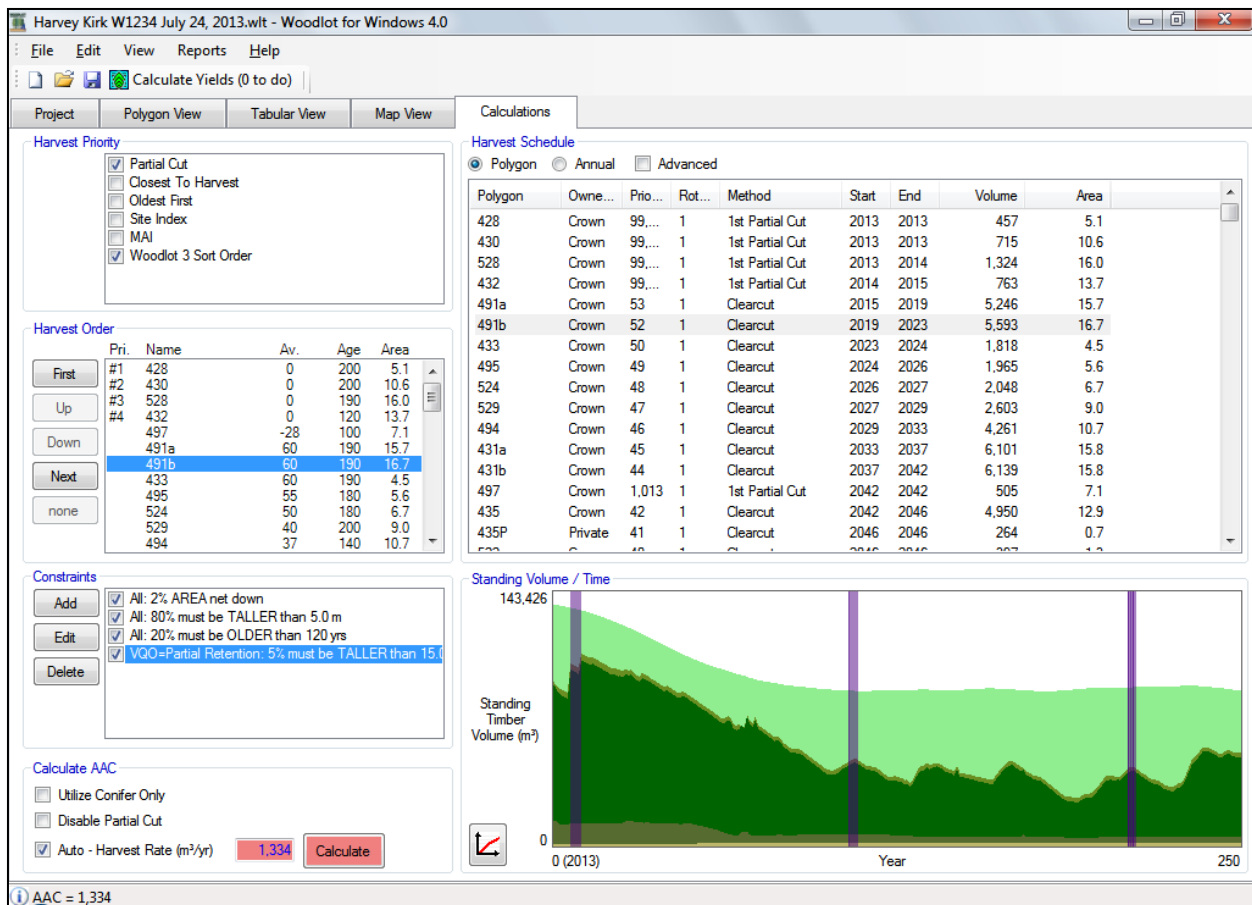 Harvey Kirk W1234 July 24, 2013.wlt - Woodlot for Windows 4.0
File Edit View Reports Help
Calculate Yields (0 to do)
Project Polygon View Tabular View Map View Calculations
Harvest Priority
Partial Cut
Closest To Harvest
Oldest First
Site Index
MAI
Woodlot 3 Sort Order
Harvest Order
First
Up
Down
Next
none
Pri. Name Av. Age Area
#1 428 0 200 5.1
#2 430 0 200 10.6
#3 528 0 190 16.0
#4 432 0 120 13.7
497 -28 100 7.1
491a 60 190 15.7
491b 60 190 16.7
433 60 190 4.5
495 55 180 5.6
524 50 180 6.7
529 40 200 9.0
494 37 140 10.7
Constraints
Add
Edit
Delete
All: 2% AREA net down
All: 80% must be TALLER than 5.0 m
All: 20% must be OLDER than 120 yrs
VQO=Partial Retention: 5% must be TALLER than 15.0
Calculate AAC
Utilize Conifer Only
Disable Partial Cut
Auto - Harvest Rate (m³/yr) 1,334 Calculate
Harvest Schedule
Polygon Annual Advanced
Polygon Owne... Prio... Rot... Method Start End Volume Area
428 Crown 99,... 1 1st Partial Cut 2013 2013 457 5.1
430 Crown 99,... 1 1st Partial Cut 2013 2013 715 10.6
528 Crown 99,... 1 1st Partial Cut 2013 2014 1,324 16.0
432 Crown 99,... 1 1st Partial Cut 2014 2015 763 13.7
491a Crown 53 1 Clearcut 2015 2019 5,246 15.7
491b Crown 52 1 Clearcut 2019 2023 5,593 16.7
433 Crown 50 1 Clearcut 2023 2024 1,818 4.5
495 Crown 49 1 Clearcut 2024 2026 1,965 5.6
524 Crown 48 1 Clearcut 2026 2027 2,048 6.7
529 Crown 47 1 Clearcut 2027 2029 2,603 9.0
494 Crown 46 1 Clearcut 2029 2033 4,261 10.7
431a Crown 45 1 Clearcut 2033 2037 6,101 15.8
431b Crown 44 1 Clearcut 2037 2042 6,139 15.8
497 Crown 1,013 1 1st Partial Cut 2042 2042 505 7.1
435 Crown 42 1 Clearcut 2042 2046 4,950 12.9
435P Private 41 1 Clearcut 2046 2046 264 0.7
Standing Volume / Time
143,426
Standing
Timber
Volume (m³)
0
0 (2013) Year 250
AAC = 1,334